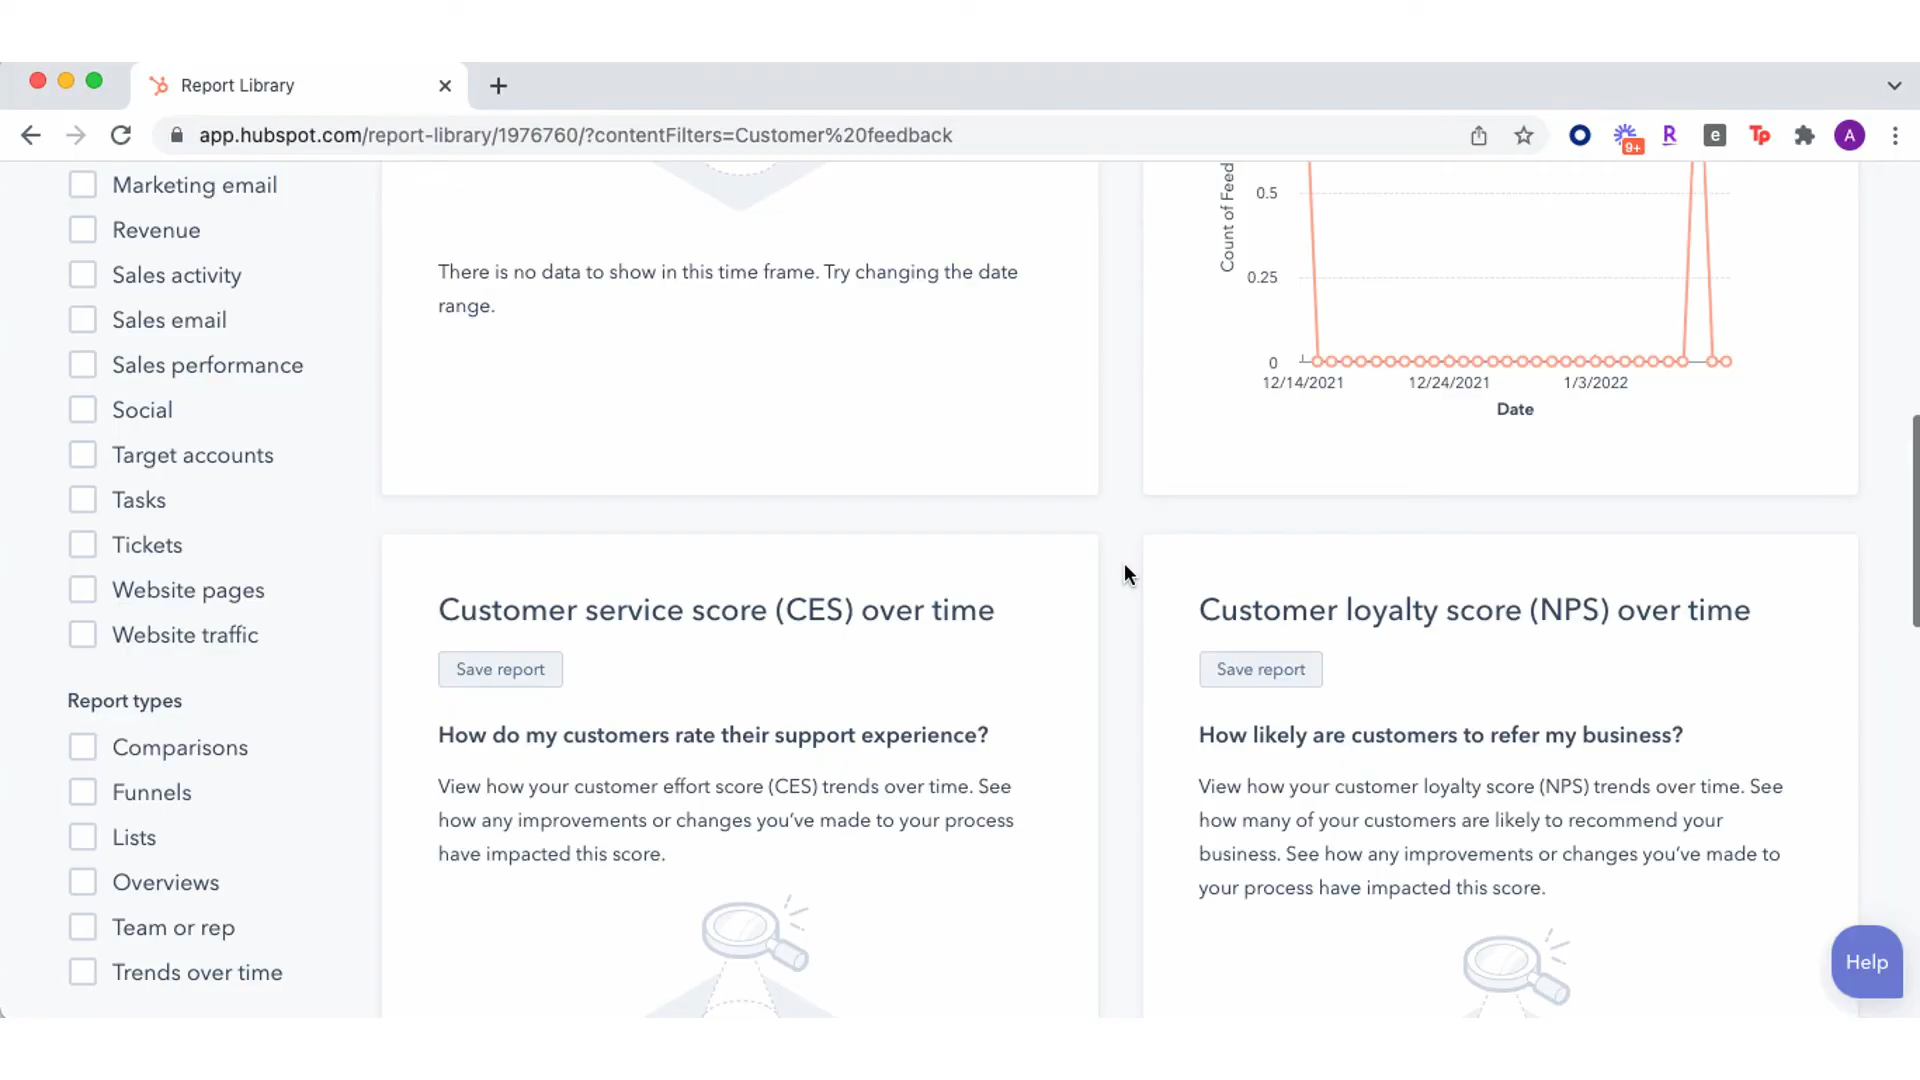 Report Library
app.hubspot.com/report-library/1976760/?contentFilters=Customer%20feedback
9+
R
e
Tp
A
Marketing email
Revenue
Sales activity
Sales email
Sales performance
Social
Target accounts
Tasks
Tickets
Website pages
Website traffic
Report types
Comparisons
Funnels
Lists
Overviews
Team or rep
Trends over time
There is no data to show in this time frame. Try changing the date
range.
Count of Feed
0.5
0.25
0
12/14/2021
12/24/2021
1/3/2022
Date
Customer service score (CES) over time
Save report
How do my customers rate their support experience?
View how your customer effort score (CES) trends over time. See
how any improvements or changes you've made to your process
have impacted this score.
Customer loyalty score (NPS) over time
Save report
How likely are customers to refer my business?
View how your customer loyalty score (NPS) trends over time. See
how many of your customers are likely to recommend your
business. See how any improvements or changes you've made to
your process have impacted this score.
Help